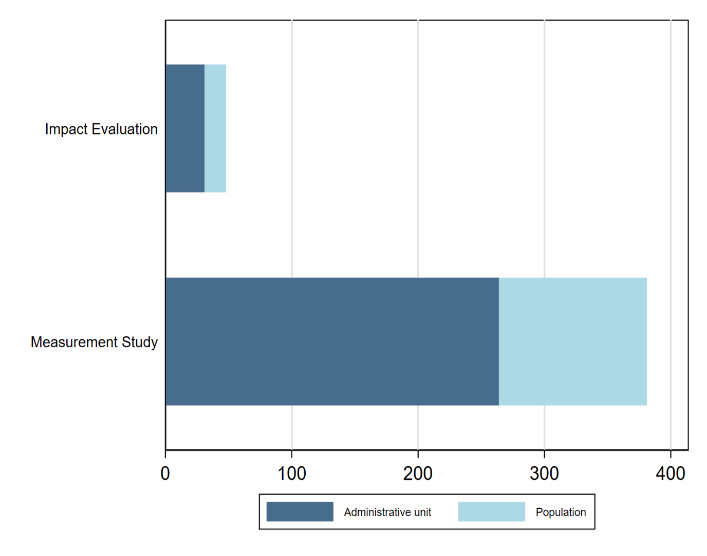 Impact Evaluation
Measurement Study
0 100 200 300 400
Administrative unit Population